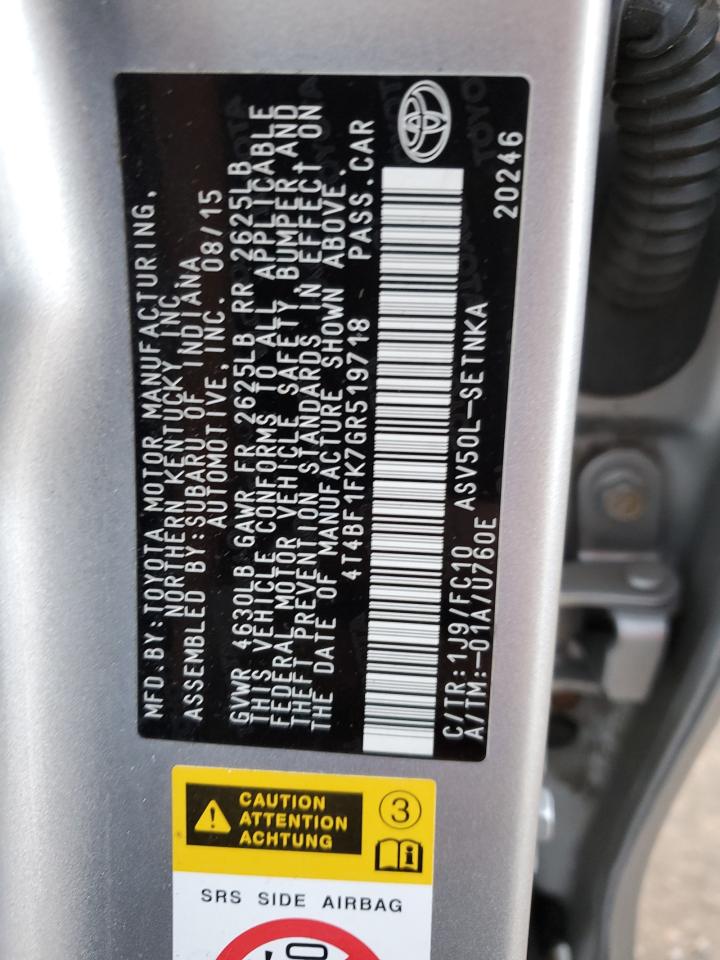 MFD.BY:TOYOTA MOTOR MANUFACTURING,
NORTHERN KENTUCKY INC
ASSEMBLED BY:SUBARU OF INDIANA
AUTOMOTIVE INC. 08/15
GVWR 4630LB GAWR FR 2625LB RR 2625LB
THIS VEHICLE CONFORMS TO ALL APPLICABLE
FEDERAL MOTOR VEHICLE SAFETY, BUMPER, AND
THEFT PREVENTION STANDARDS IN EFFECT ON
THE DATE OF MANUFACTURE SHOWN ABOVE.
4T4BF1FK7GR519718 PASS.CAR
C/TR:1J9/FC10 ASV50L-SETNKA
A/TM:-01A/U760E 20246
CAUTION
ATTENTION
ACHTUNG
3
SRS SIDE AIRBAG